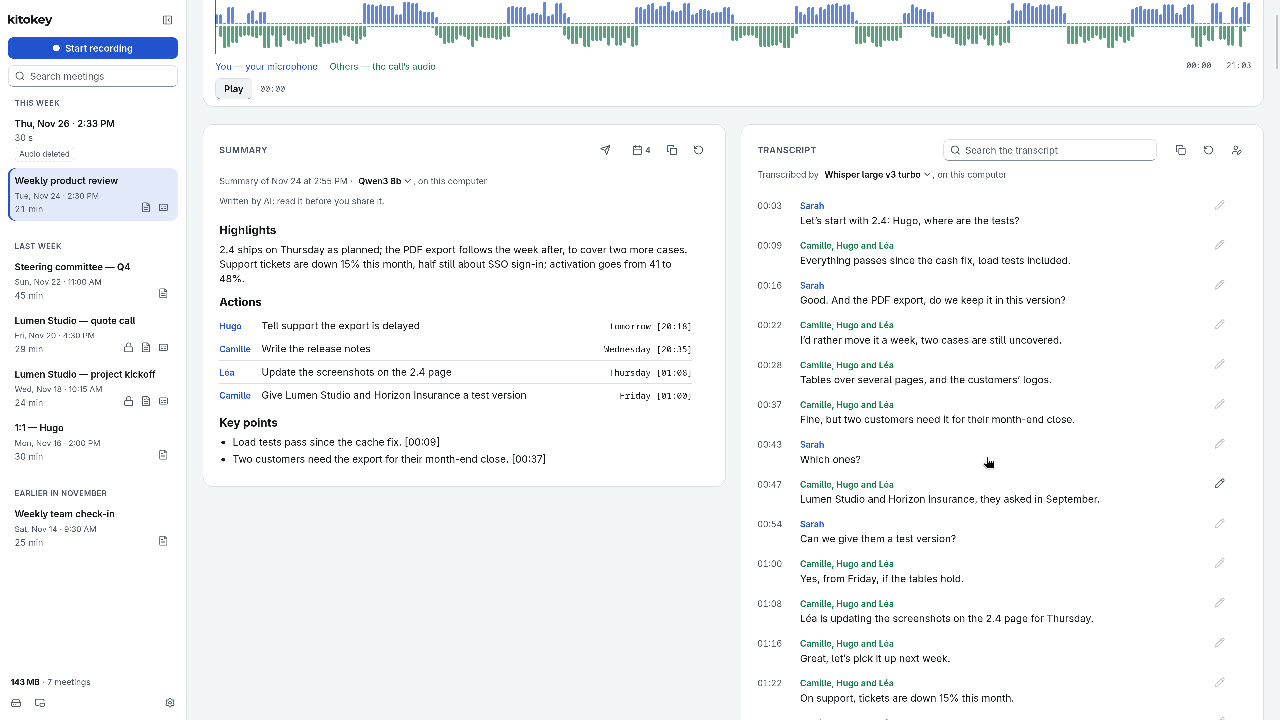 kitokey
Start recording
Search meetings
THIS WEEK
Thu, Nov 26 · 2:33 PM
30 s
Audio deleted
Weekly product review
Tue, Nov 24 · 2:30 PM
21 min
LAST WEEK
Steering committee — Q4
Sun, Nov 22 · 11:00 AM
45 min
Lumen Studio — quote call
Fri, Nov 20 · 4:30 PM
29 min
Lumen Studio — project kickoff
Wed, Nov 18 · 10:15 AM
24 min
1:1 — Hugo
Mon, Nov 16 · 2:00 PM
30 min
EARLIER IN NOVEMBER
Weekly team check-in
Sat, Nov 14 · 9:30 AM
25 min
143 MB · 7 meetings
You — your microphone Others — the call's audio 00:00 21:03
Play 00:00
SUMMARY 4
Summary of Nov 24 at 2:55 PM · Qwen3 8b , on this computer
Written by AI: read it before you share it.
Highlights
2.4 ships on Thursday as planned; the PDF export follows the week after, to cover two more cases.
Support tickets are down 15% this month, half still about SSO sign-in; activation goes from 41 to
48%.
Actions
Hugo Tell support the export is delayed tomorrow [20:18]
Camille Write the release notes Wednesday [20:35]
Léa Update the screenshots on the 2.4 page Thursday [01:08]
Camille Give Lumen Studio and Horizon Insurance a test version Friday [01:00]
Key points
• Load tests pass since the cache fix. [00:09]
• Two customers need the export for their month-end close. [00:37]
TRANSCRIPT Search the transcript
Transcribed by Whisper large v3 turbo , on this computer
00:03 Sarah
Let's start with 2.4: Hugo, where are the tests?
00:09 Camille, Hugo and Léa
Everything passes since the cash fix, load tests included.
00:16 Sarah
Good. And the PDF export, do we keep it in this version?
00:22 Camille, Hugo and Léa
I'd rather move it a week, two cases are still uncovered.
00:28 Camille, Hugo and Léa
Tables over several pages, and the customers' logos.
00:37 Camille, Hugo and Léa
Fine, but two customers need it for their month-end close.
00:43 Sarah
Which ones?
00:47 Camille, Hugo and Léa
Lumen Studio and Horizon Insurance, they asked in September.
00:54 Sarah
Can we give them a test version?
01:00 Camille, Hugo and Léa
Yes, from Friday, if the tables hold.
01:08 Camille, Hugo and Léa
Léa is updating the screenshots on the 2.4 page for Thursday.
01:16 Camille, Hugo and Léa
Great, let's pick it up next week.
01:22 Camille, Hugo and Léa
On support, tickets are down 15% this month.